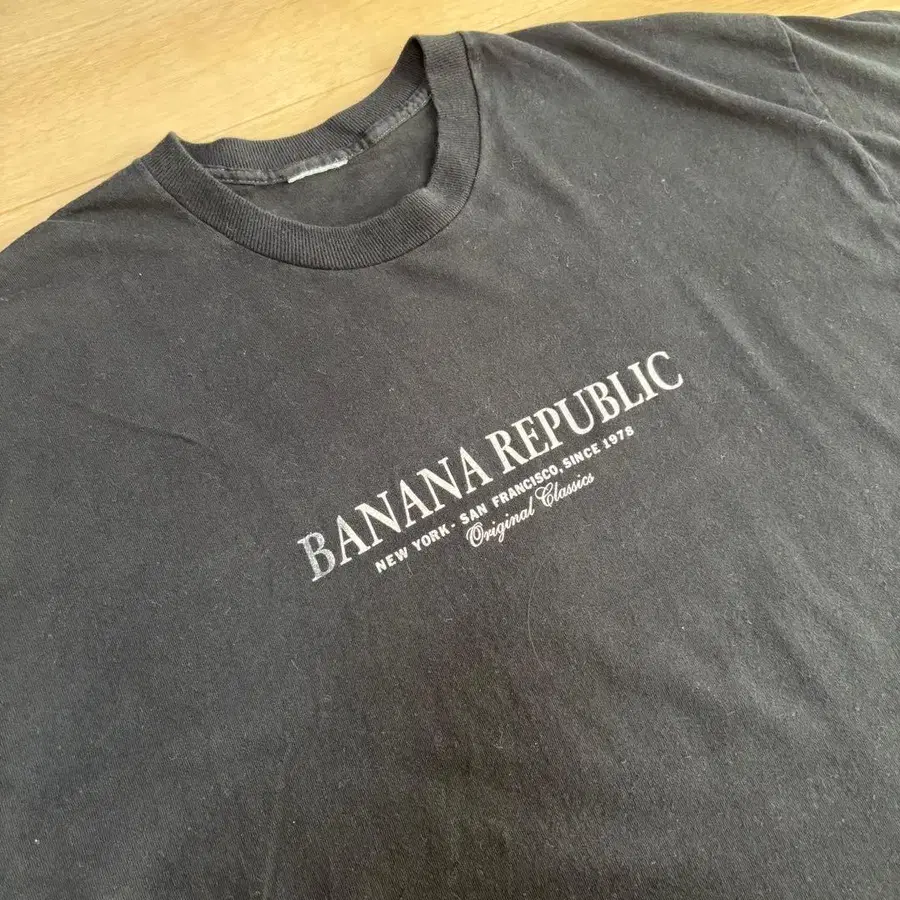 BANANA REPUBLIC
NEW YORK - SAN FRANCISCO, SINCE 1978
Original Classics